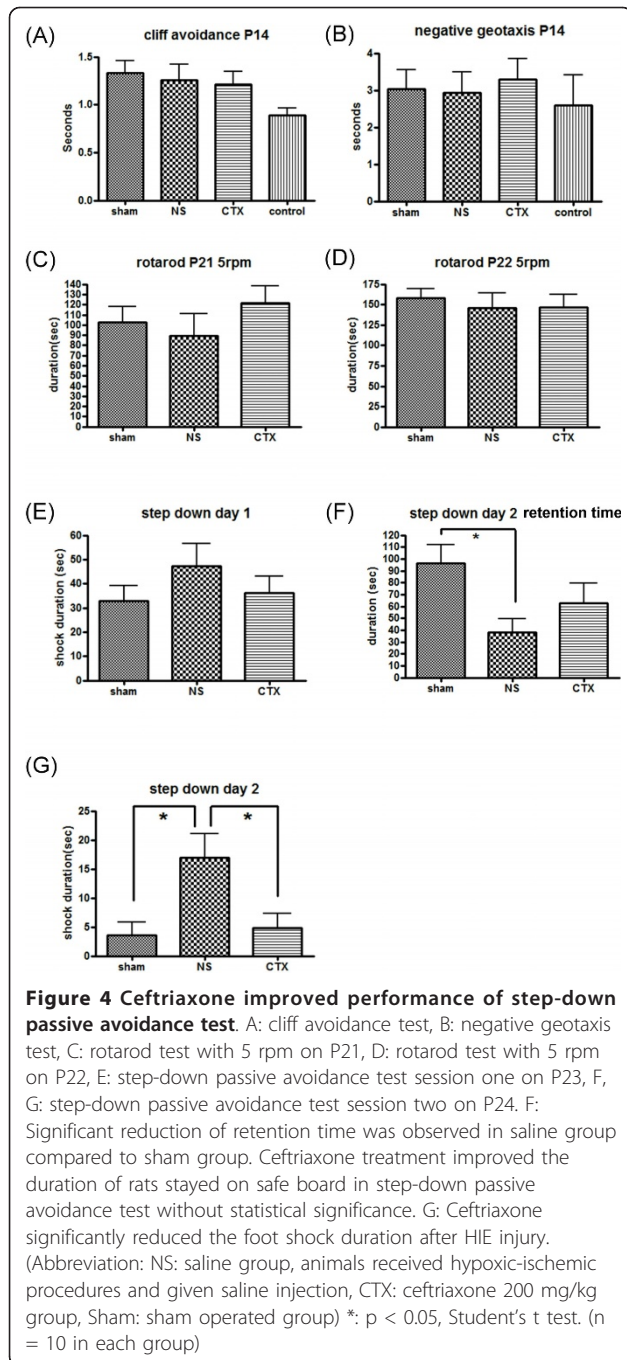 (A)
cliff avoidance P14
Seconds
1.5
1.0
0.5
0.0
sham NS CTX control
(B)
negative geotaxis P14
seconds
4
3
2
1
0
sham NS CTX control
(C)
rotarod P21 5rpm
duration(sec)
140
130
120
110
100
90
80
70
60
50
40
30
20
10
0
sham NS CTX
(D)
rotarod P22 5rpm
duration(sec)
175
150
125
100
75
50
25
0
sham NS CTX
(E)
step down day 1
shock duration (sec)
60
50
40
30
20
10
0
sham NS CTX
(F)
step down day 2 retention time
duration (sec)
120
110
100
90
80
70
60
50
40
30
20
10
0
*
sham NS CTX
(G)
step down day 2
shock duration(sec)
25
20
15
10
5
0
* *
sham NS CTX
Figure 4 Ceftriaxone improved performance of step-down
passive avoidance test. A: cliff avoidance test, B: negative geotaxis
test, C: rotarod test with 5 rpm on P21, D: rotarod test with 5 rpm
on P22, E: step-down passive avoidance test session one on P23, F,
G: step-down passive avoidance test session two on P24. F:
Significant reduction of retention time was observed in saline group
compared to sham group. Ceftriaxone treatment improved the
duration of rats stayed on safe board in step-down passive
avoidance test without statistical significance. G: Ceftriaxone
significantly reduced the foot shock duration after HIE injury.
(Abbreviation: NS: saline group, animals received hypoxic-ischemic
procedures and given saline injection, CTX: ceftriaxone 200 mg/kg
group, Sham: sham operated group) *: p < 0.05, Student's t test. (n
= 10 in each group)